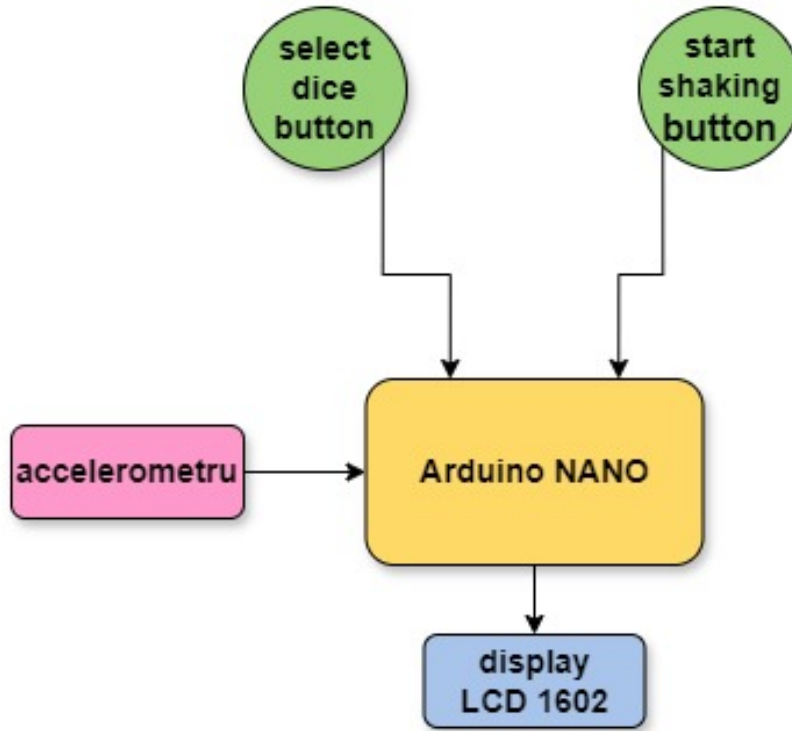 select
dice
button
start
shaking
button
accelerometru
Arduino NANO
display
LCD 1602